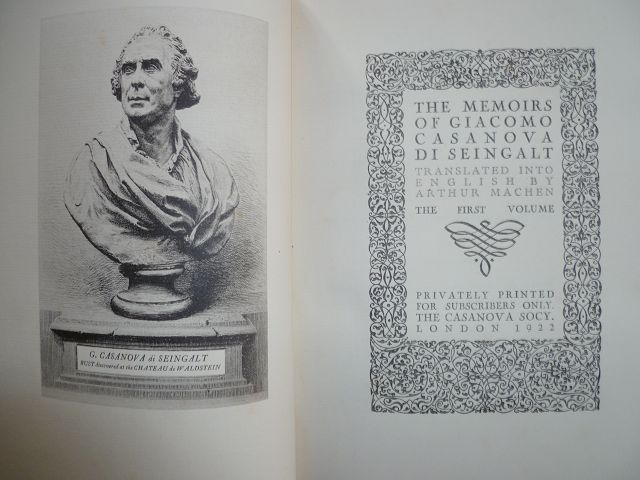 G. CASANOVA di SEINGALT
BUST discovered at the CHATEAU de WALDSTEIN
THE MEMOIRS
OF GIACOMO
CASANOVA
DI SEINGALT
TRANSLATED INTO
ENGLISH BY
ARTHUR MACHEN
THE FIRST VOLUME
PRIVATELY PRINTED
FOR SUBSCRIBERS ONLY.
THE CASANOVA SOCY.
LONDON 1922